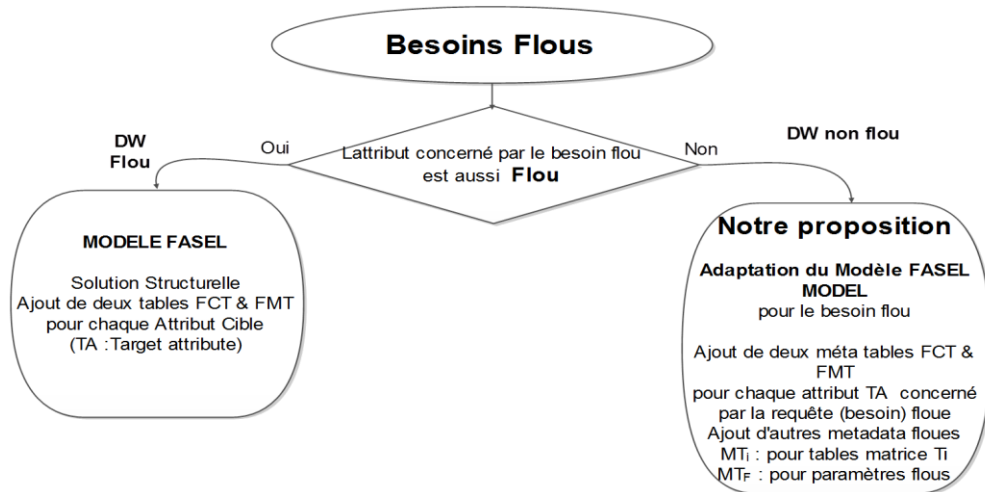 Besoins Flous
DW
Flou
Oui
Lattribut concerné par le besoin flou
est aussi Flou
Non
DW non flou
MODELE FASEL
Solution Structurelle
Ajout de deux tables FCT & FMT
pour chaque Attribut Cible
(TA :Target attribute)
Notre proposition
Adaptation du Modèle FASEL
MODEL
pour le besoin flou
Ajout de deux méta tables FCT &
FMT
pour chaque attribut TA concerné
par la requête (besoin) floue
Ajout d'autres metadata floues
MTi : pour tables matrice Ti
MTF : pour paramètres flous